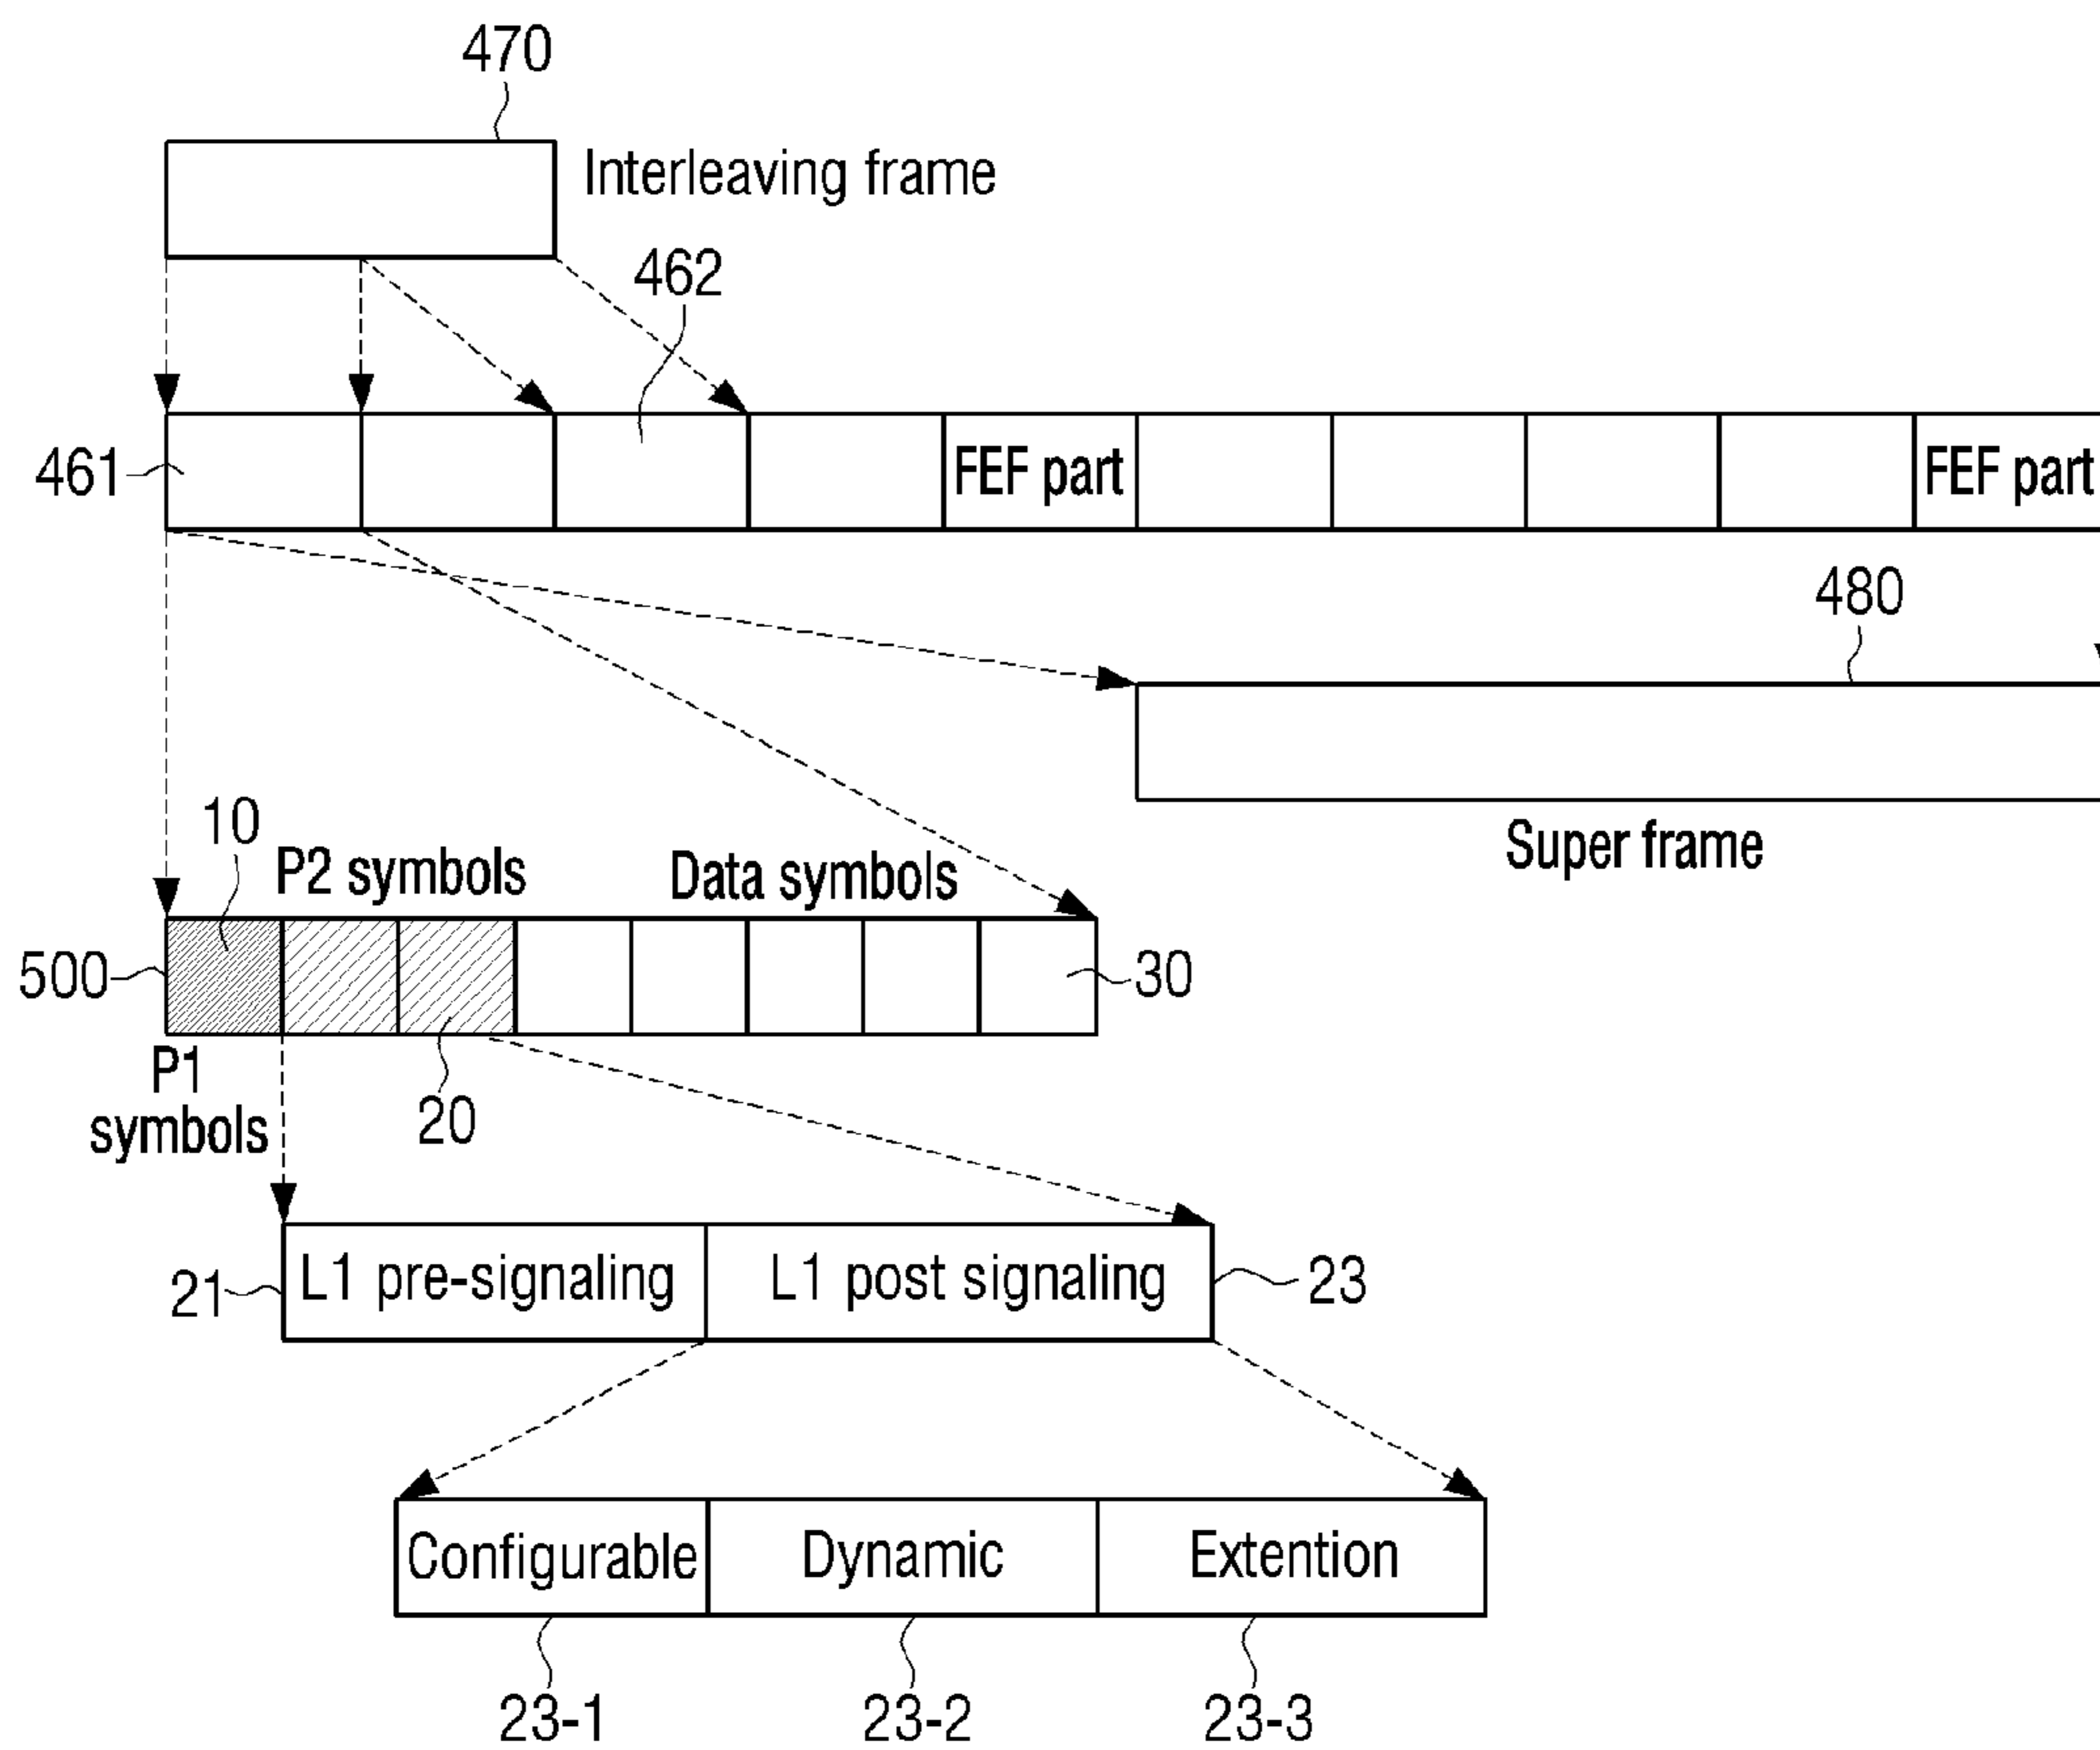 470
Interleaving frame
462
461
FEF part
FEF part
480
Super frame
10
P2 symbols
Data symbols
500
30
P1
symbols
20
21
L1 pre-signaling
L1 post signaling
23
Configurable
Dynamic
Extention
23-1
23-2
23-3